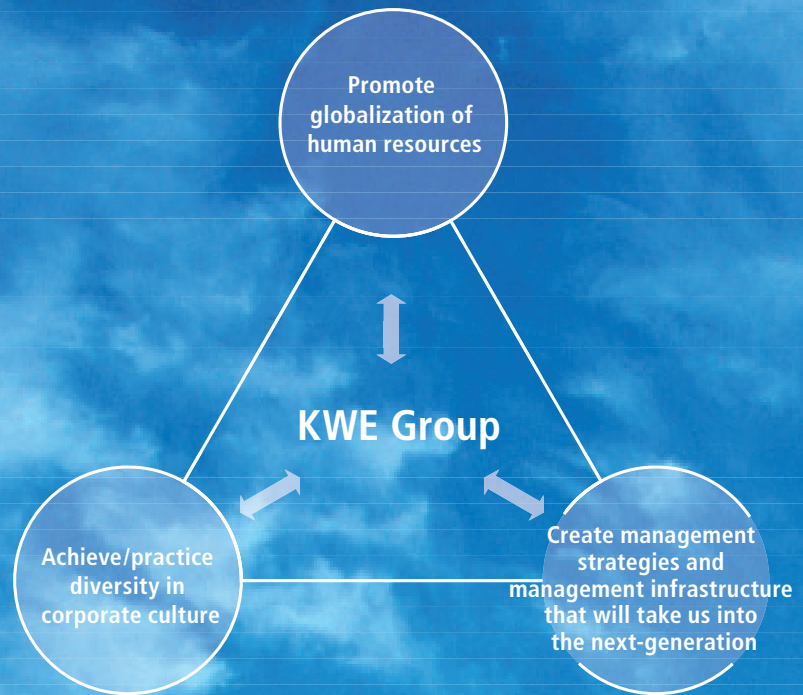 Promote
globalization of
human resources
KWE Group
Achieve/practice
diversity in
corporate culture
Create management
strategies and
management infrastructure
that will take us into
the next-generation